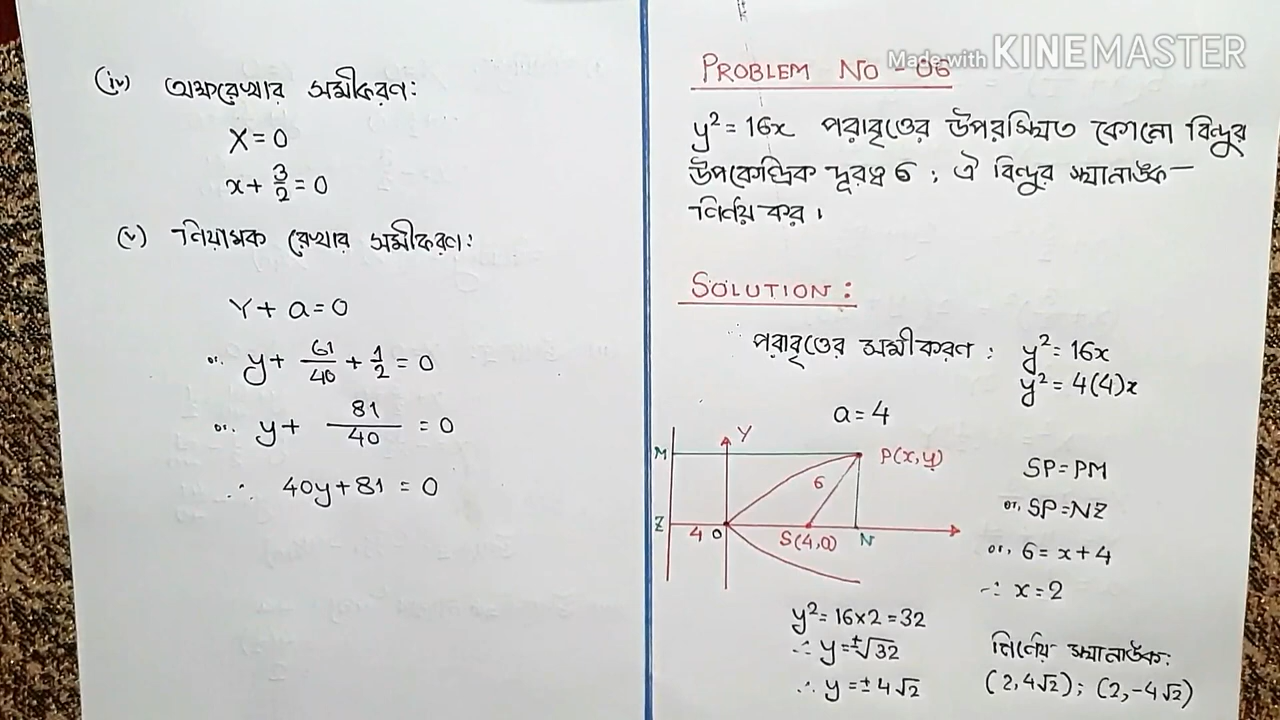 (iv) অক্ষরেখার সমীকরণ:
X = 0
x + 3/2 = 0
(v) নিয়ামক রেখার সমীকরণ:
Y + a = 0
or, y + 61/40 + 1/2 = 0
or, y + 81/40 = 0
∴ 40y + 81 = 0
Made with KINEMASTER
PROBLEM NO - 06
y² = 16x পরাবৃত্তের উপরস্থিত কোনো বিন্দুর
উপকেন্দ্রিক দূরত্ব 6 ; ঐ বিন্দুর স্থানাঙ্ক
নির্ণয় কর ।
SOLUTION :
পরাবৃত্তের সমীকরণ : y² = 16x
y² = 4(4)x
a = 4
M Y P(x, y)
6
Z 4 O S(4,0) N
SP = PM
or, SP = NZ
or, 6 = x + 4
∴ x = 2
y² = 16 × 2 = 32
∴ y = ±√32
∴ y = ± 4√2
নির্ণেয় স্থানাঙ্ক:
(2, 4√2) ; (2, -4√2)